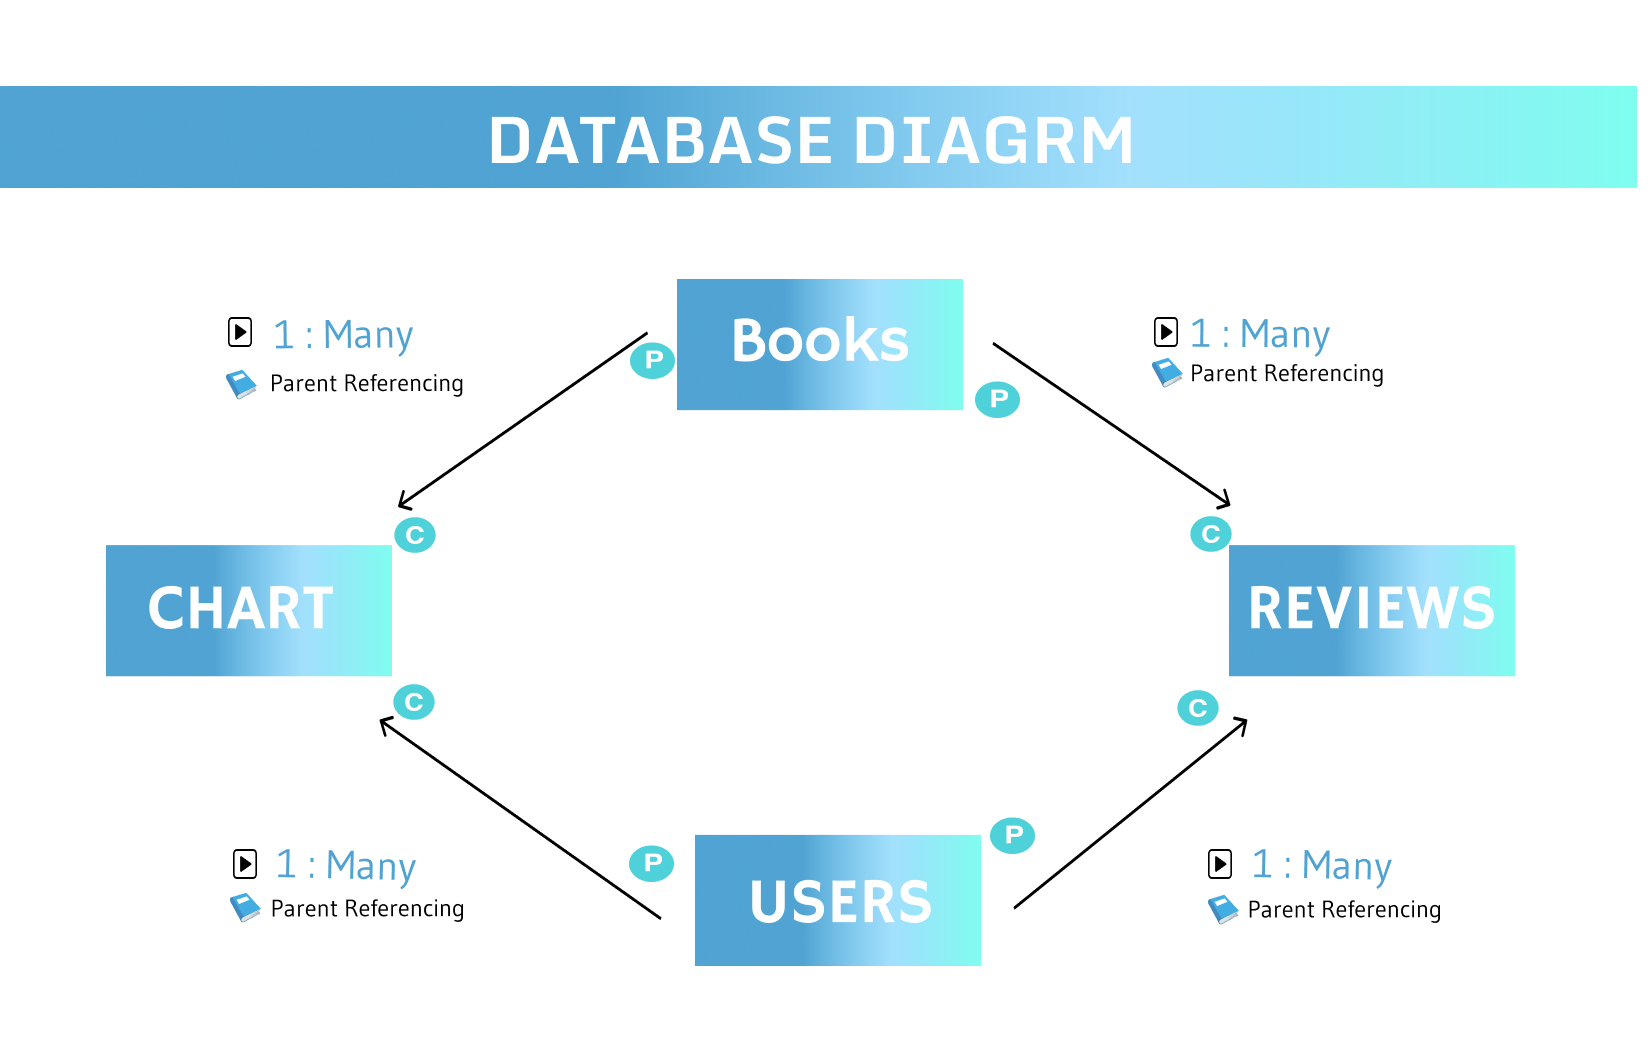 DATABASE DIAGRM
Books
1 : Many
Parent Referencing
P
P
1 : Many
Parent Referencing
C
C
CHART
REVIEWS
C
C
1 : Many
Parent Referencing
P
P
USERS
1 : Many
Parent Referencing